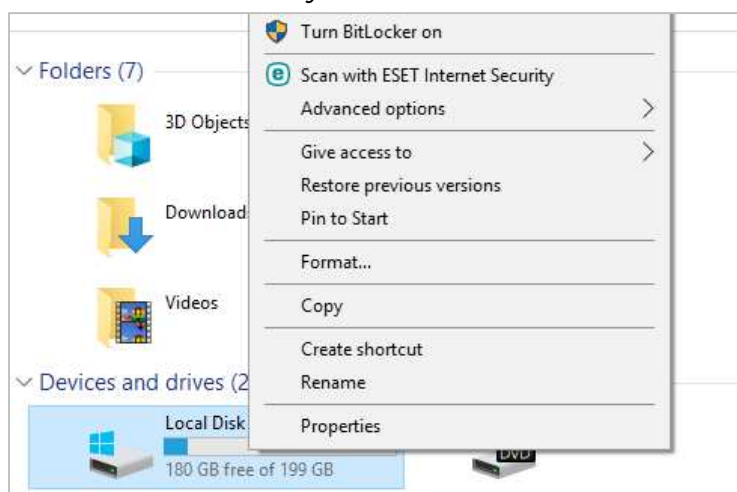 Turn BitLocker on
Folders (7)
Scan with ESET Internet Security
3D Objects
Advanced options
Give access to
Restore previous versions
Download
Pin to Start
Format...
Videos
Copy
Create shortcut
Devices and drives (2
Rename
Local Disk
Properties
180 GB free of 199 GB
DVD